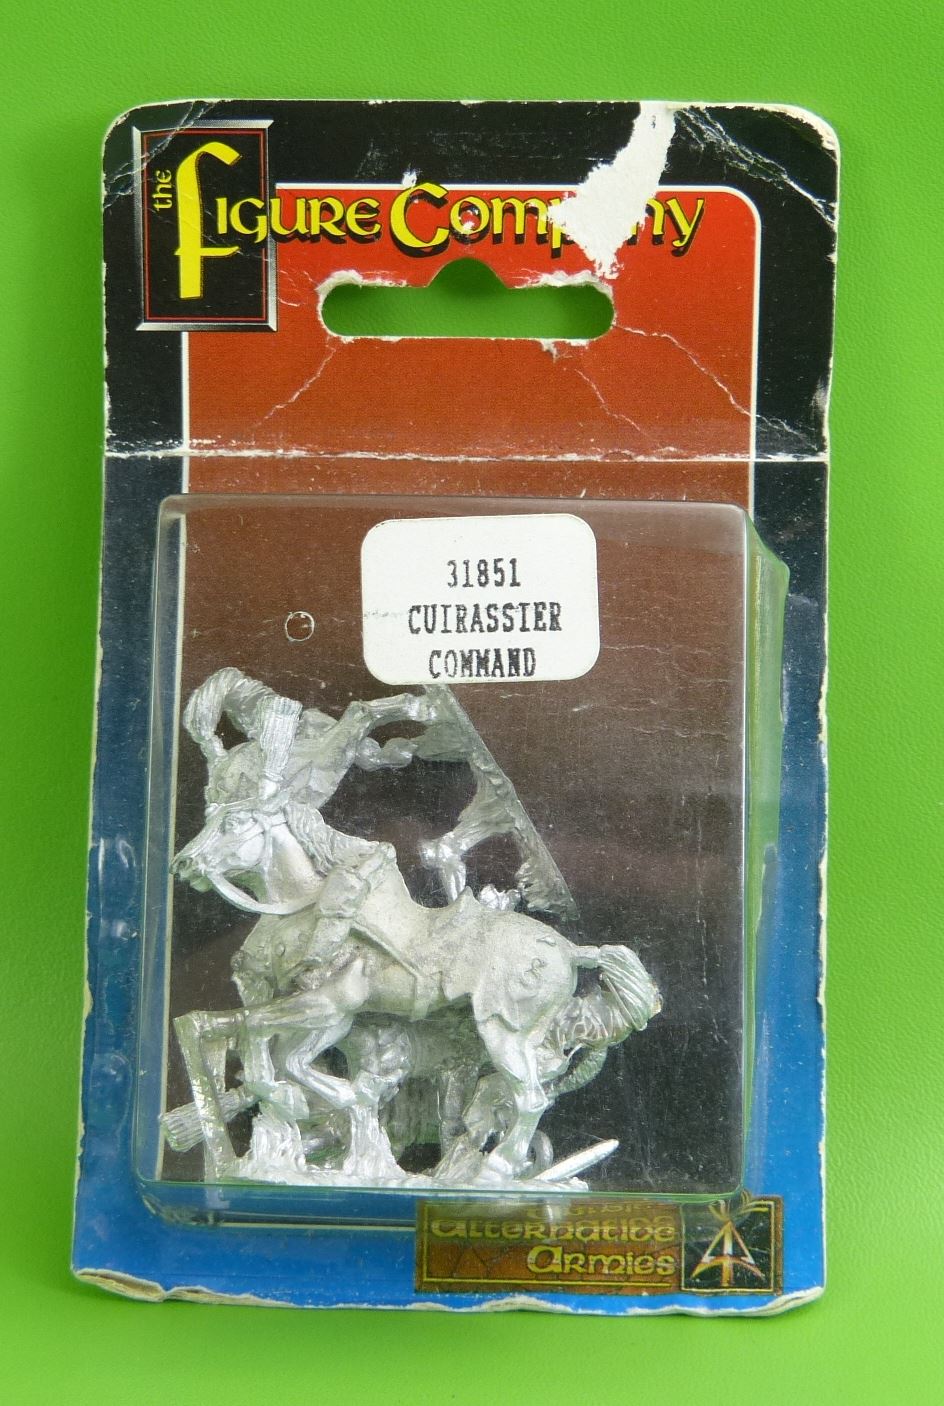 the Figure Company
31851
CUIRASSIER
COMMAND
Alternative
Armies